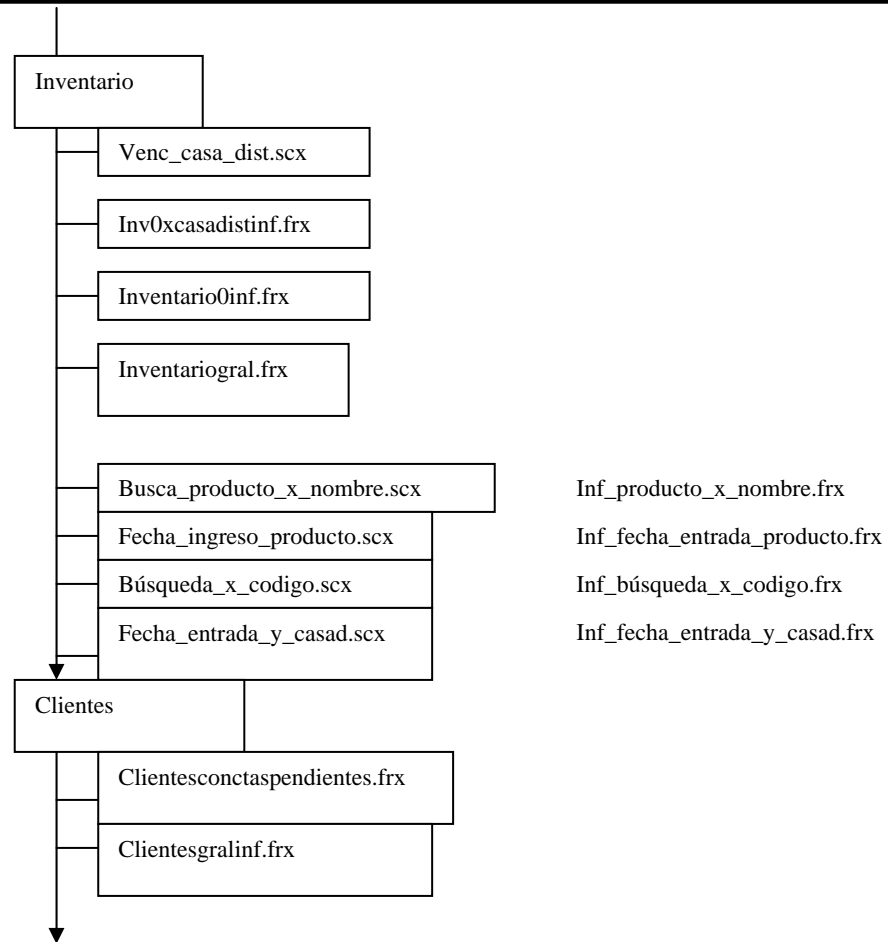 Inventario
Venc_casa_dist.scx
Inv0xcasadistinf.frx
Inventario0inf.frx
Inventariogral.frx
Busca_producto_x_nombre.scx Inf_producto_x_nombre.frx
Fecha_ingreso_producto.scx Inf_fecha_entrada_producto.frx
Búsqueda_x_codigo.scx Inf_búsqueda_x_codigo.frx
Fecha_entrada_y_casad.scx Inf_fecha_entrada_y_casad.frx
Clientes
Clientesconctaspendientes.frx
Clientesgralinf.frx